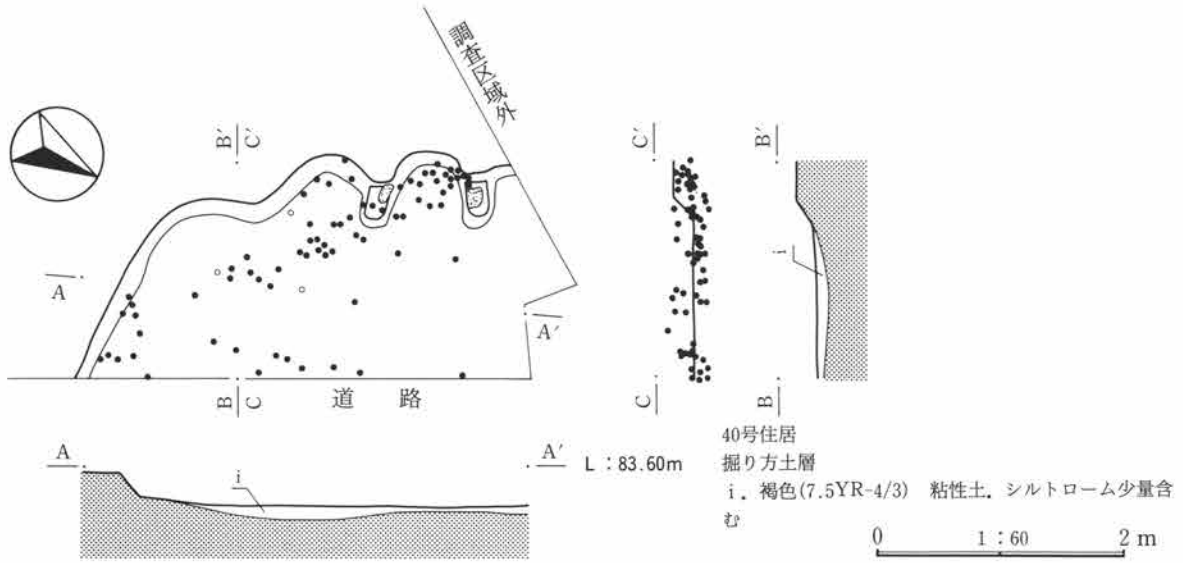 調査区域外
B′ C′
A
A′
B C
道 路
C′
B′
C
B
i
A A′ L：83.60m
i
40号住居
掘り方土層
i．褐色(7.5YR-4/3) 粘性土．シルトローム少量含
む
0 1：60 2 m